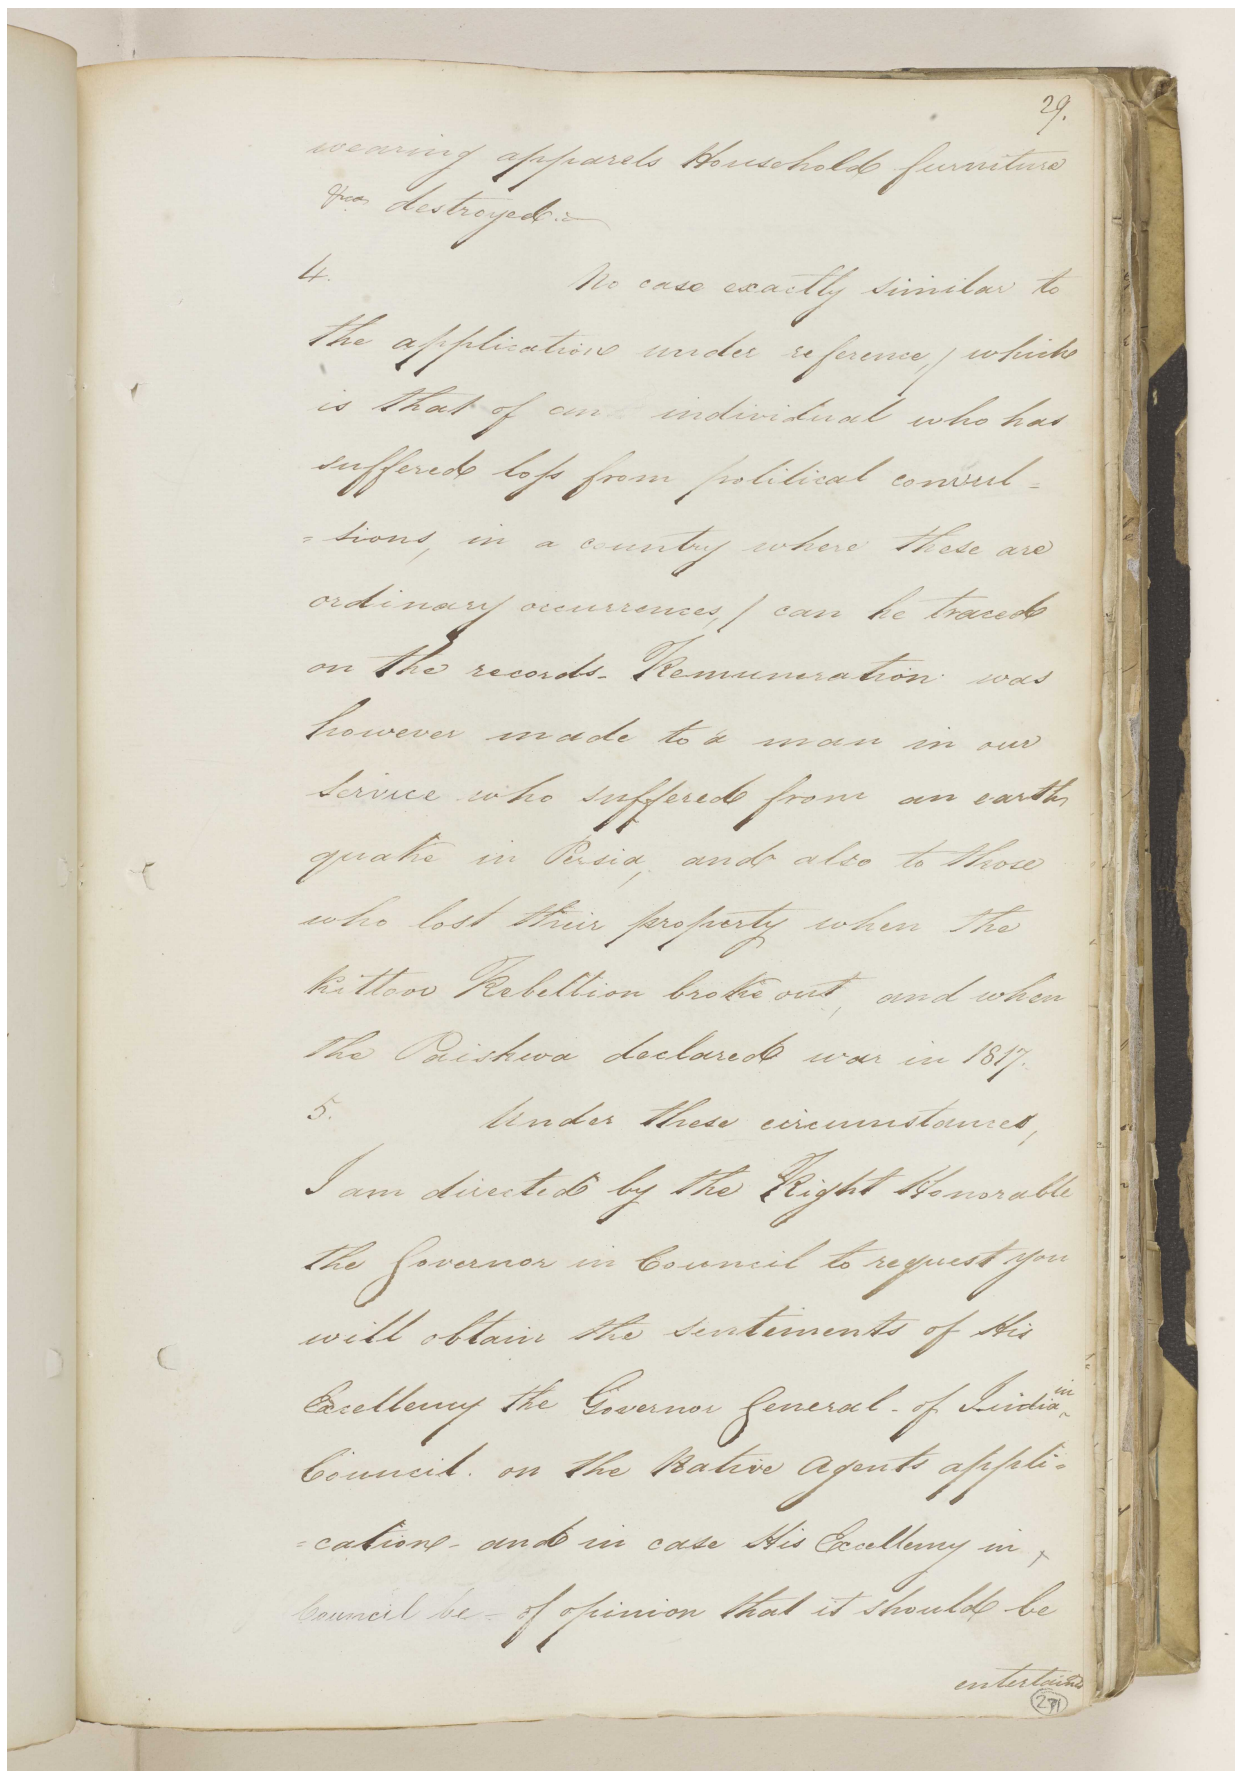 29.
wearing apparels Household furniture
&ca destroyed:—
4. No case exactly similar to
the application under reference, / which
is that of an individual who has
suffered loss from political convul=
=sions, in a country where these are
ordinary occurrences, / can be traced
on the records. Remuneration was
however made to a man in our
service who suffered from an earth
quake in Persia, and also to those
who lost their property when the
Kittoor Rebellion broke out, and when
the Paishwa declared war in 1817.
5. Under these circumstances,
I am directed by the Right Honorable
the Governor in Council to request you
will obtain the sentiments of His
Excellency the Governor General - of India in
Council. on the Native Agents appli=
=cation - and in case His Excellency in
Council be = of opinion that it should be
entertained